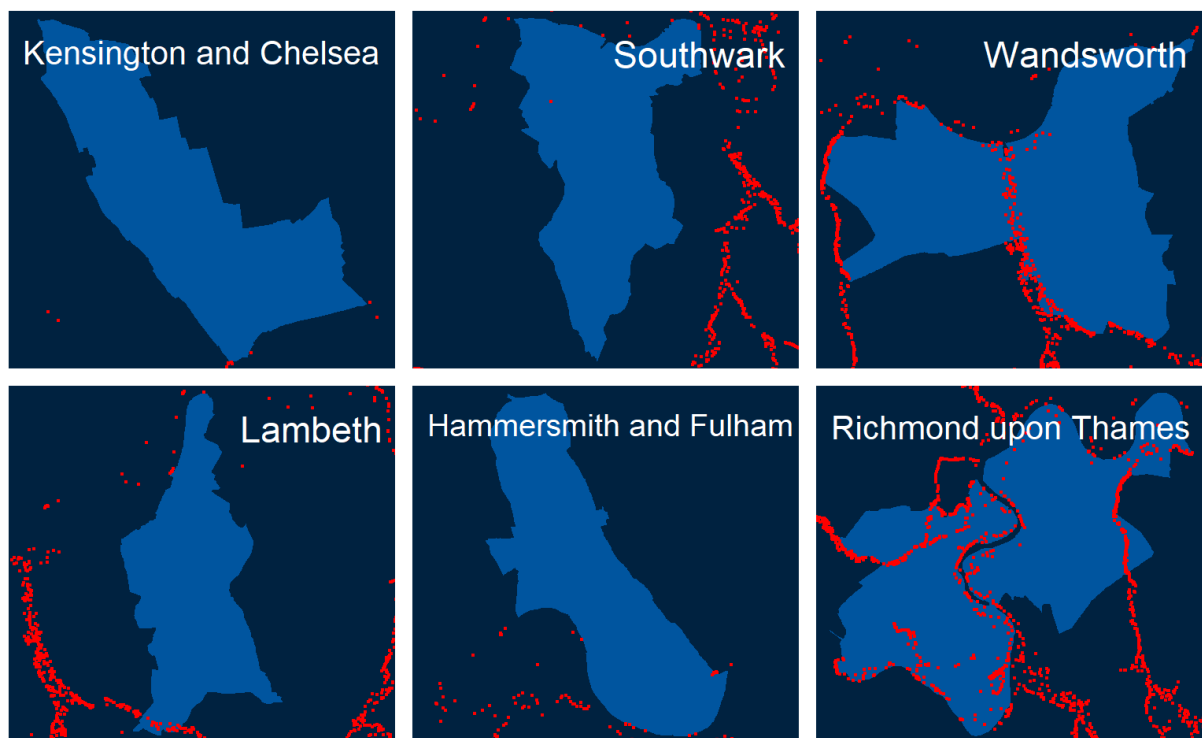 Kensington and Chelsea
Southwark
Wandsworth
Lambeth
Hammersmith and Fulham
Richmond upon Thames